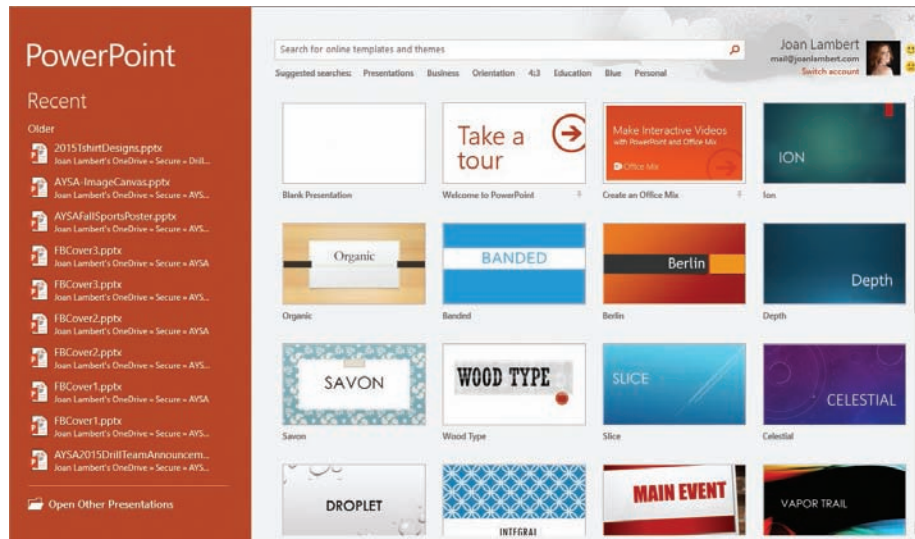 PowerPoint
Recent
Older
2015TshirtDesigns.pptx
Joan Lambert's OneDrive » Secure » Drill...
AYSA-ImageCanvas.pptx
Joan Lambert's OneDrive » Secure » AYS...
AYSAFallSportsPoster.pptx
Joan Lambert's OneDrive » Secure » AYS...
FBCover3.pptx
Joan Lambert's OneDrive » Secure » AYSA
FBCover3.pptx
Joan Lambert's OneDrive » Secure » AYS...
FBCover2.pptx
Joan Lambert's OneDrive » Secure » AYSA
FBCover2.pptx
Joan Lambert's OneDrive » Secure » AYS...
FBCover1.pptx
Joan Lambert's OneDrive » Secure » AYSA
FBCover1.pptx
Joan Lambert's OneDrive » Secure » AYS...
AYSA2015DrillTeamAnnouncem...
Joan Lambert's OneDrive » Secure » AYS...
Open Other Presentations
Search for online templates and themes
Suggested searches: Presentations Business Orientation 4:3 Education Blue Personal
Joan Lambert
mail@joanlambert.com
Switch account
Take a
tour
Make Interactive Videos
with PowerPoint and Office Mix
Office Mix
ION
Blank Presentation
Welcome to PowerPoint
Create an Office Mix
Ion
Organic
BANDED
Berlin
Depth
Organic
Banded
Berlin
Depth
SAVON
WOOD TYPE
SLICE
CELESTIAL
Savon
Wood Type
Slice
Celestial
DROPLET
INTEGRAL
MAIN EVENT
VAPOR TRAIL